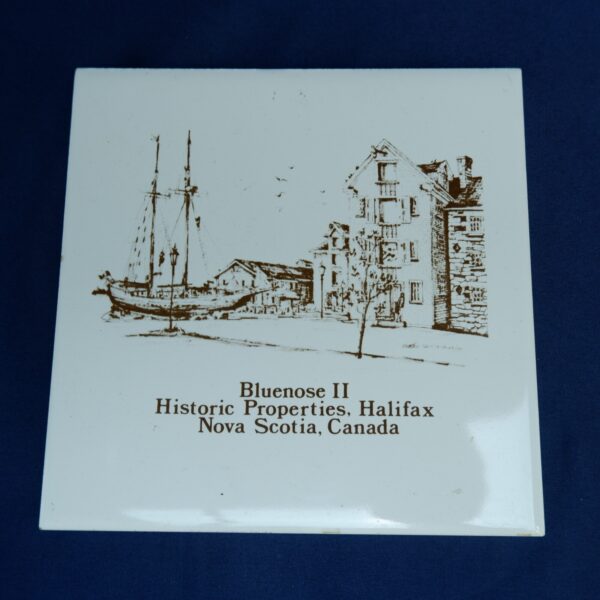 Bluenose II
Historic Properties, Halifax
Nova Scotia, Canada